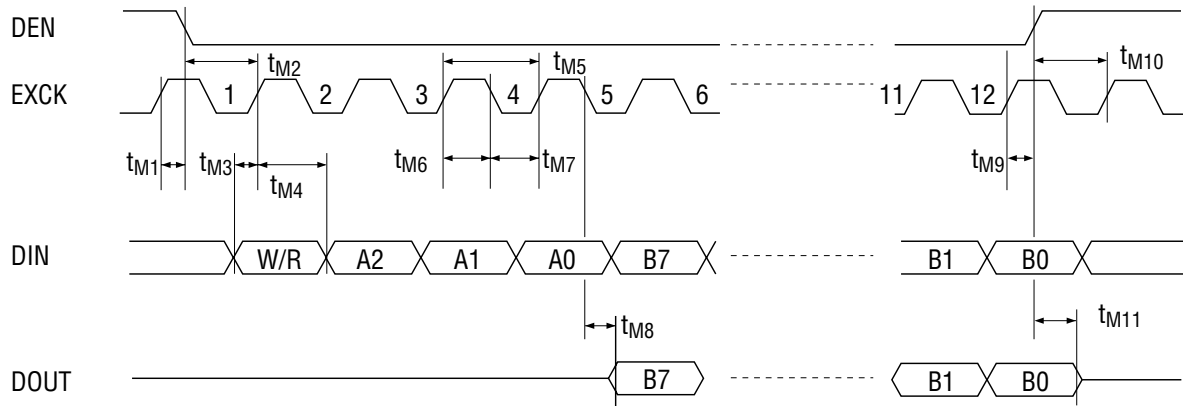 DEN
tM2 tM5 tM10
EXCK 1 2 3 4 5 6 11 12
tM1 tM3 tM4 tM6 tM7 tM9
DIN W/R A2 A1 A0 B7 B1 B0
tM8 tM11
DOUT B7 B1 B0